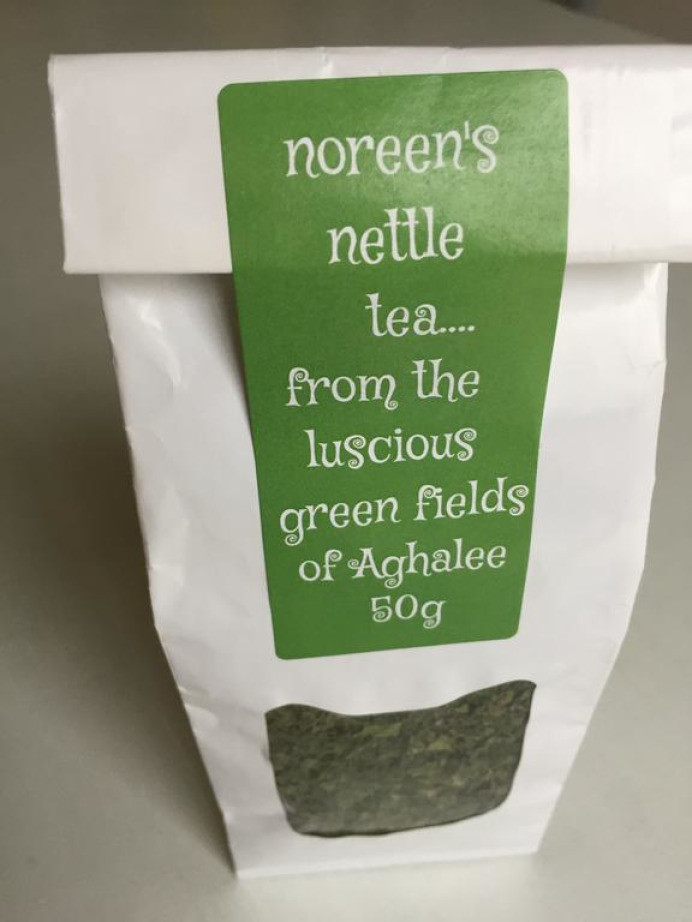 noreen's
nettle
tea....
from the
luscious
green fields
of Aghalee
50g